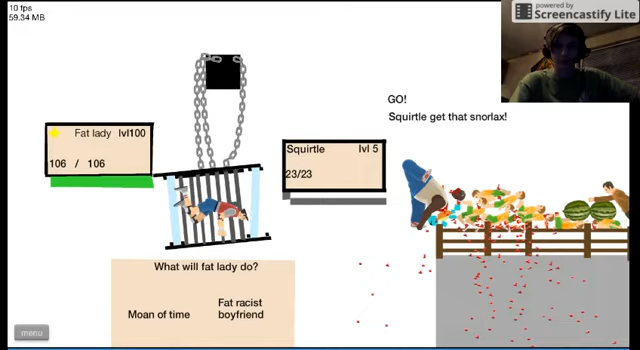 10 fps
59.34 MB
powered by
Screencastify Lite
GO!
Squirtle get that snorlax!
Fat lady lvl100
106 / 106
Squirtle lvl 5
23/23
What will fat lady do?
Moan of time
Fat racist
boyfriend
menu